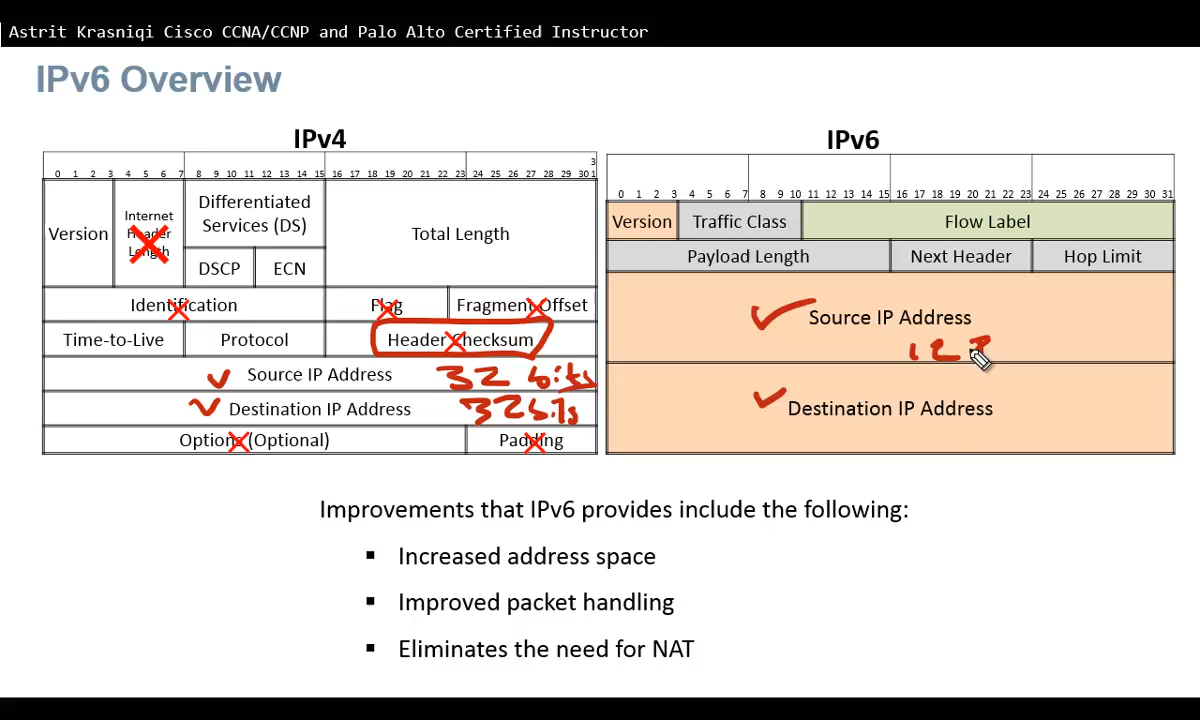 Astrit Krasniqi Cisco CCNA/CCNP and Palo Alto Certified Instructor
IPv6 Overview
IPv4
0 1 2 3 4 5 6 7 8 9 10 11 12 13 14 15 16 17 18 19 20 21 22 23 24 25 26 27 28 29 30 31
Version
Internet
Header
Length
Differentiated
Services (DS)
DSCP ECN
Total Length
Identification Flag Fragment Offset
Time-to-Live Protocol Header Checksum
Source IP Address 32 bits
Destination IP Address 32 bits
Options (Optional) Padding
IPv6
0 1 2 3 4 5 6 7 8 9 10 11 12 13 14 15 16 17 18 19 20 21 22 23 24 25 26 27 28 29 30 31
Version Traffic Class Flow Label
Payload Length Next Header Hop Limit
Source IP Address
12
Destination IP Address
Improvements that IPv6 provides include the following:
▪ Increased address space
▪ Improved packet handling
▪ Eliminates the need for NAT